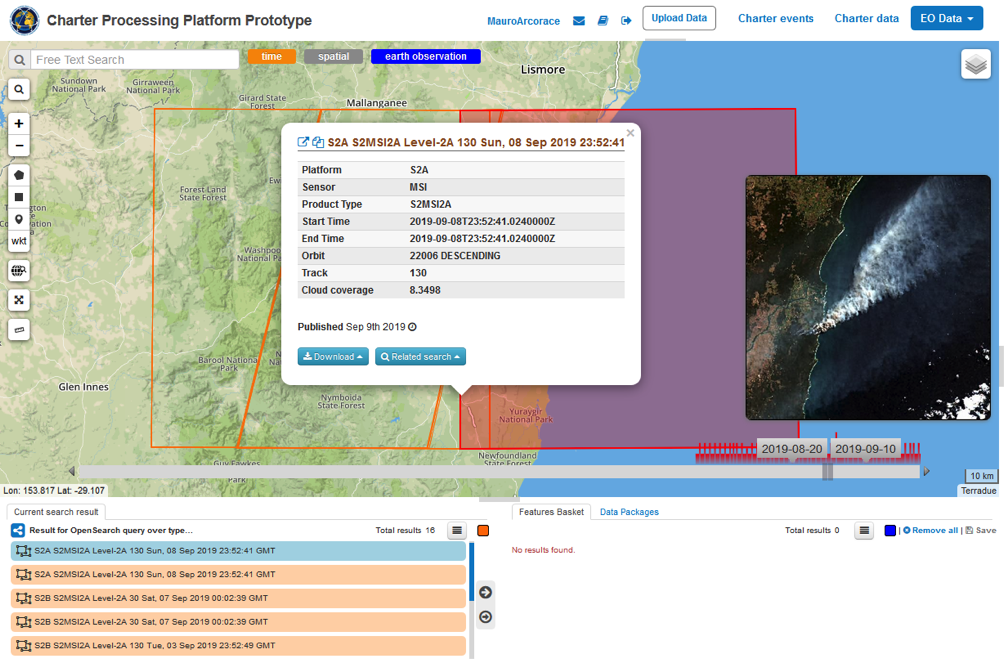 Charter Processing Platform Prototype
MauroArcorace
Upload Data
Charter events
Charter data
EO Data
Free Text Search
time
spatial
earth observation
Lismore
Sundown
National Park
Girraween
National Park
Girard State
Forest
Mallanganee
Forest Land
State Forest
Washpool
National Park
wkt
Barool National
Park
Glen Innes
Nymboida
State Forest
Guy Fawkes
Park
Yuraygir
National Park
Newfoundland
State Forest
×
S2A S2MSI2A Level-2A 130 Sun, 08 Sep 2019 23:52:41
Platform S2A
Sensor MSI
Product Type S2MSI2A
Start Time 2019-09-08T23:52:41.0240000Z
End Time 2019-09-08T23:52:41.0240000Z
Orbit 22006 DESCENDING
Track 130
Cloud coverage 8.3498
Published Sep 9th 2019
Download
Related search
2019-08-20
2019-09-10
10 km
Lon: 153.817 Lat: -29.107
Terradue
Current search result
Result for OpenSearch query over type...
Total results 16
S2A S2MSI2A Level-2A 130 Sun, 08 Sep 2019 23:52:41 GMT
S2A S2MSI2A Level-2A 130 Sun, 08 Sep 2019 23:52:41 GMT
S2B S2MSI2A Level-2A 30 Sat, 07 Sep 2019 00:02:39 GMT
S2B S2MSI2A Level-2A 30 Sat, 07 Sep 2019 00:02:39 GMT
S2B S2MSI2A Level-2A 130 Tue, 03 Sep 2019 23:52:49 GMT
Features Basket
Data Packages
Total results 0
| Remove all | Save
No results found.